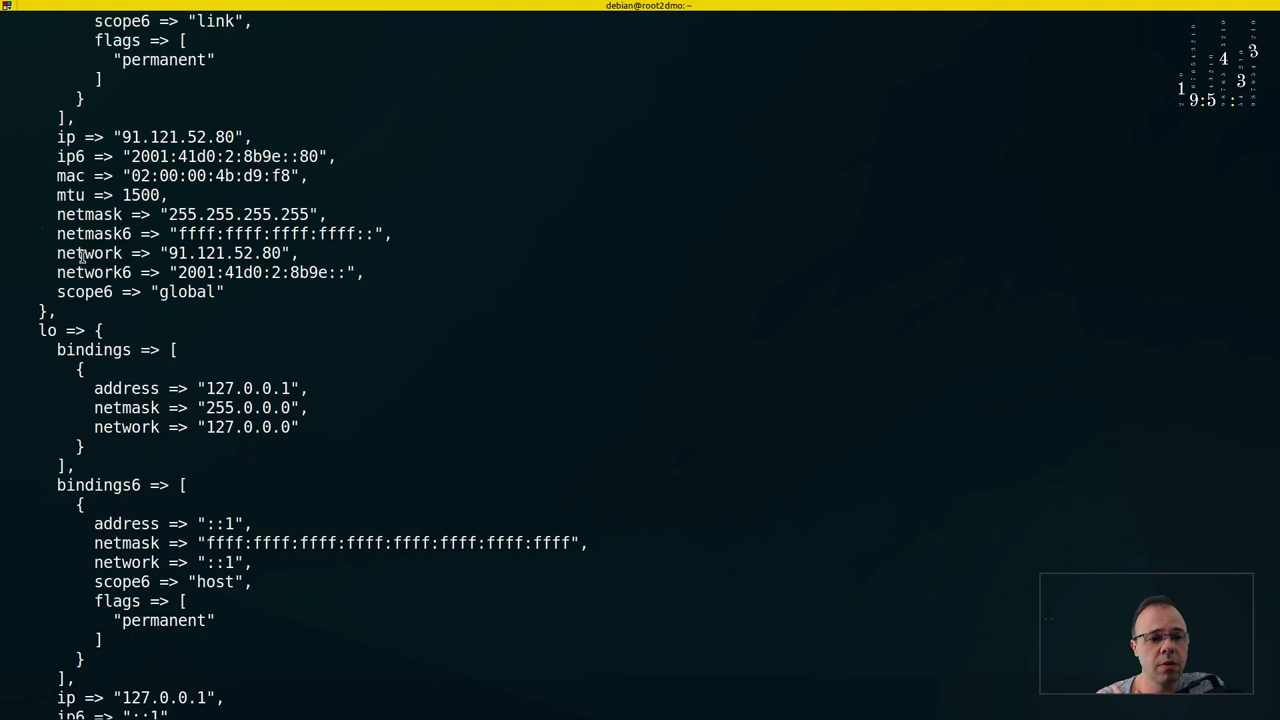 debian@root2dmo: ~
scope6 => "link",
flags => [
"permanent"
]
}
],
ip => "91.121.52.80",
ip6 => "2001:41d0:2:8b9e::80",
mac => "02:00:00:4b:d9:f8",
mtu => 1500,
netmask => "255.255.255.255",
netmask6 => "ffff:ffff:ffff:ffff::",
network => "91.121.52.80",
network6 => "2001:41d0:2:8b9e::",
scope6 => "global"
},
lo => {
bindings => [
{
address => "127.0.0.1",
netmask => "255.0.0.0",
network => "127.0.0.0"
}
],
bindings6 => [
{
address => "::1",
netmask => "ffff:ffff:ffff:ffff:ffff:ffff:ffff:ffff",
network => "::1",
scope6 => "host",
flags => [
"permanent"
]
}
],
ip => "127.0.0.1",
ip6 => "::1"